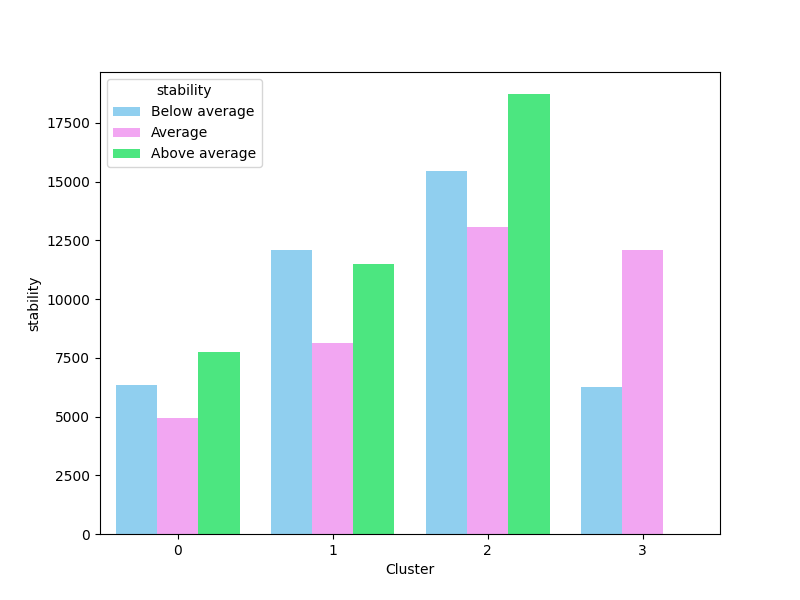 stability
Below average
Average
Above average
17500
15000
12500
10000
7500
5000
2500
0
stability
0 1 2 3
Cluster